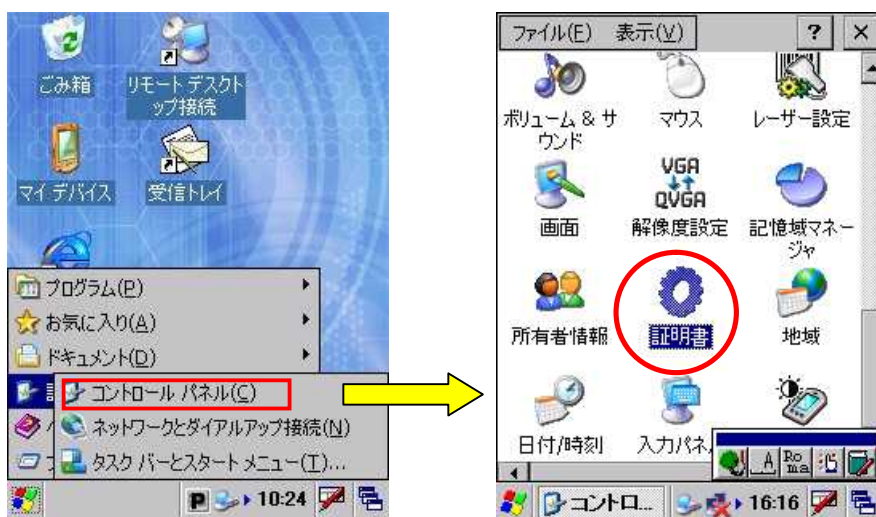 ごみ箱
リモート デスクト
ップ接続
マイ デバイス
受信トレイ
プログラム(P)
お気に入り(A)
ドキュメント(D)
コントロール パネル(C)
ネットワークとダイアルアップ接続(N)
タスク バーとスタート メニュー(T)...
P
10:24
ファイル(F)
表示(V)
?
×
ボリューム & サ
ウンド
マウス
レーザー設定
VGA
QVGA
画面
解像度設定
記憶域マネー
ジャ
所有者情報
証明書
地域
日付/時刻
入力パネ
A
Ro
ma
コントロ...
16:16